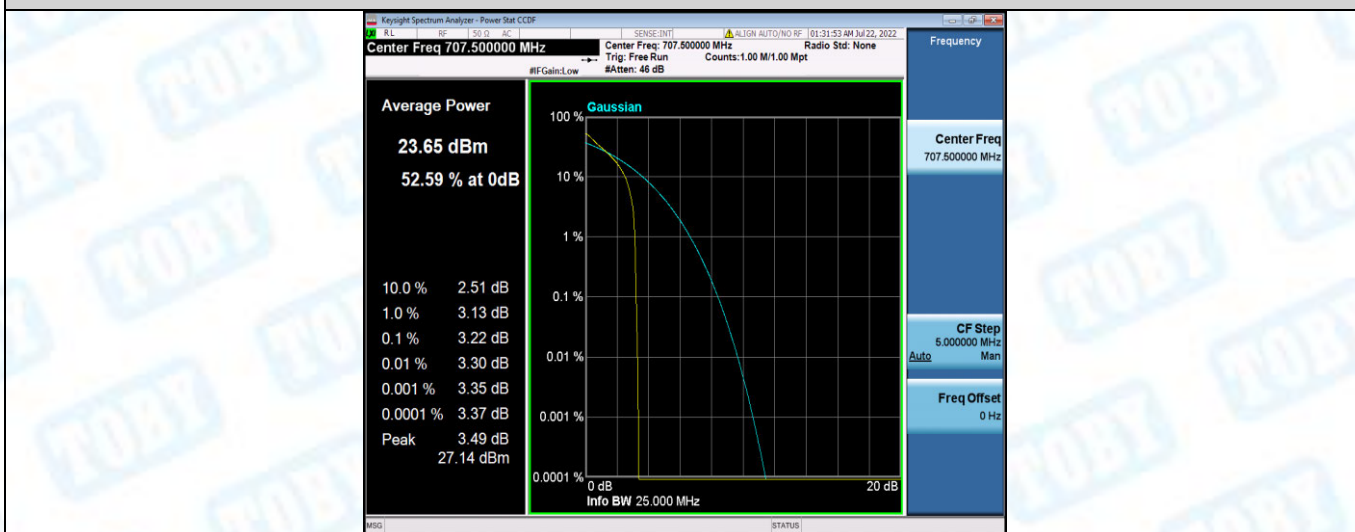 Keysight Spectrum Analyzer - Power Stat CCDF
RL RF 50 Ω AC SENSE:INT ALIGN AUTO/NO RF 01:31:53 AM Jul 22, 2022
Center Freq 707.500000 MHz
Center Freq: 707.500000 MHz Radio Std: None
Trig: Free Run Counts:1.00 M/1.00 Mpt
#IFGain:Low #Atten: 46 dB
Frequency
Average Power
23.65 dBm
52.59 % at 0dB
10.0 % 2.51 dB
1.0 % 3.13 dB
0.1 % 3.22 dB
0.01 % 3.30 dB
0.001 % 3.35 dB
0.0001 % 3.37 dB
Peak 3.49 dB
27.14 dBm
Gaussian
100 %
10 %
1 %
0.1 %
0.01 %
0.001 %
0.0001 %
0 dB 20 dB
Info BW 25.000 MHz
Center Freq
707.500000 MHz
CF Step
5.000000 MHz
Auto Man
Freq Offset
0 Hz
MSG STATUS
TOBY
TOBY
TOBY
TOBY
TOBY
TOBY
TOBY